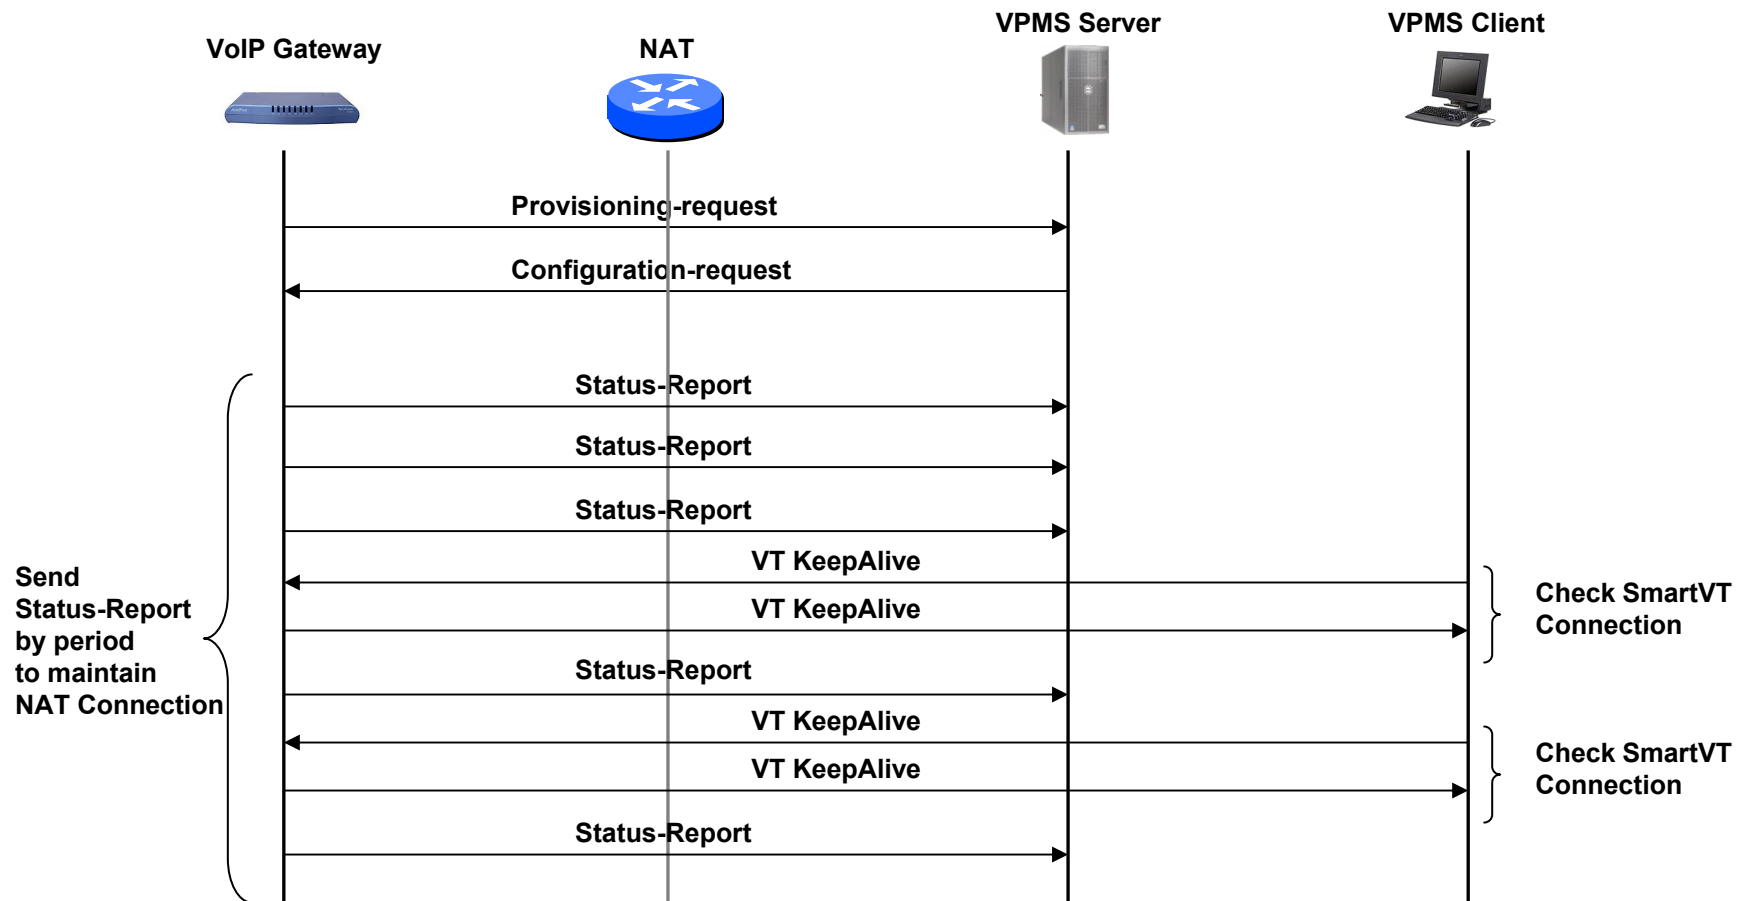 VoIP Gateway
NAT
VPMS Server
VPMS Client
Provisioning-request
Configuration-request
Status-Report
Status-Report
Status-Report
VT KeepAlive
VT KeepAlive
Status-Report
VT KeepAlive
VT KeepAlive
Status-Report
Send
Status-Report
by period
to maintain
NAT Connection
Check SmartVT
Connection
Check SmartVT
Connection